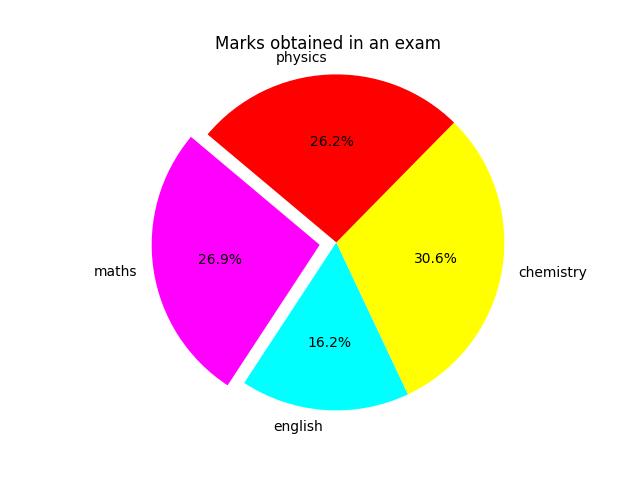 Marks obtained in an exam
physics
26.2%
maths
26.9%
30.6%
chemistry
16.2%
english